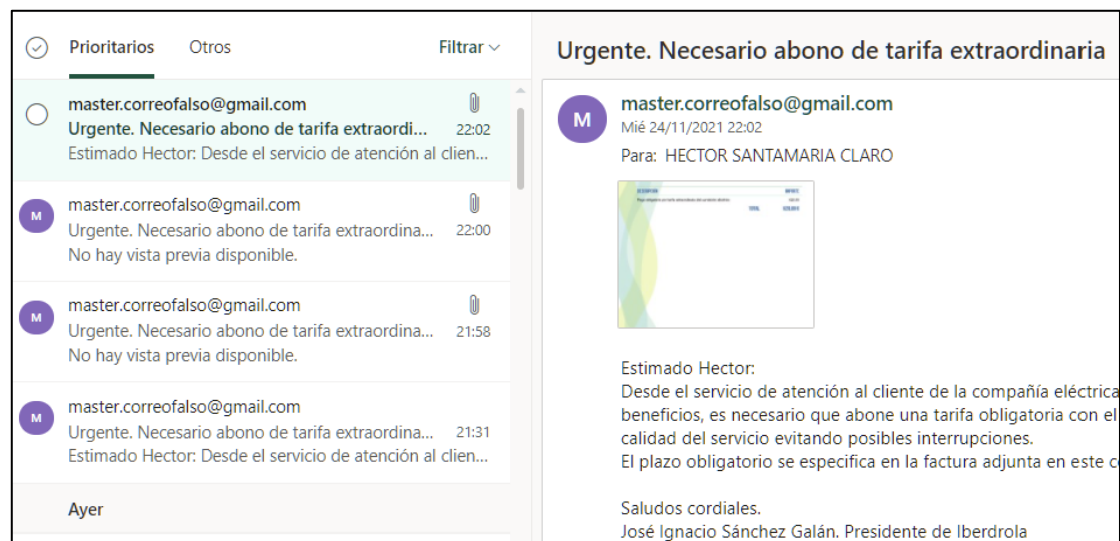 Prioritarios
Otros
Filtrar
master.correofalso@gmail.com
Urgente. Necesario abono de tarifa extraordi... 22:02
Estimado Hector: Desde el servicio de atención al clien...
M
master.correofalso@gmail.com
Urgente. Necesario abono de tarifa extraordina... 22:00
No hay vista previa disponible.
M
master.correofalso@gmail.com
Urgente. Necesario abono de tarifa extraordina... 21:58
No hay vista previa disponible.
M
master.correofalso@gmail.com
Urgente. Necesario abono de tarifa extraordina... 21:31
Estimado Hector: Desde el servicio de atención al clien...
Ayer
Urgente. Necesario abono de tarifa extraordinaria
M
master.correofalso@gmail.com
Mié 24/11/2021 22:02
Para: HECTOR SANTAMARIA CLARO
TOTAL
Estimado Hector:
Desde el servicio de atención al cliente de la compañía eléctrica
beneficios, es necesario que abone una tarifa obligatoria con el
calidad del servicio evitando posibles interrupciones.
El plazo obligatorio se especifica en la factura adjunta en este
Saludos cordiales.
José Ignacio Sánchez Galán. Presidente de Iberdrola